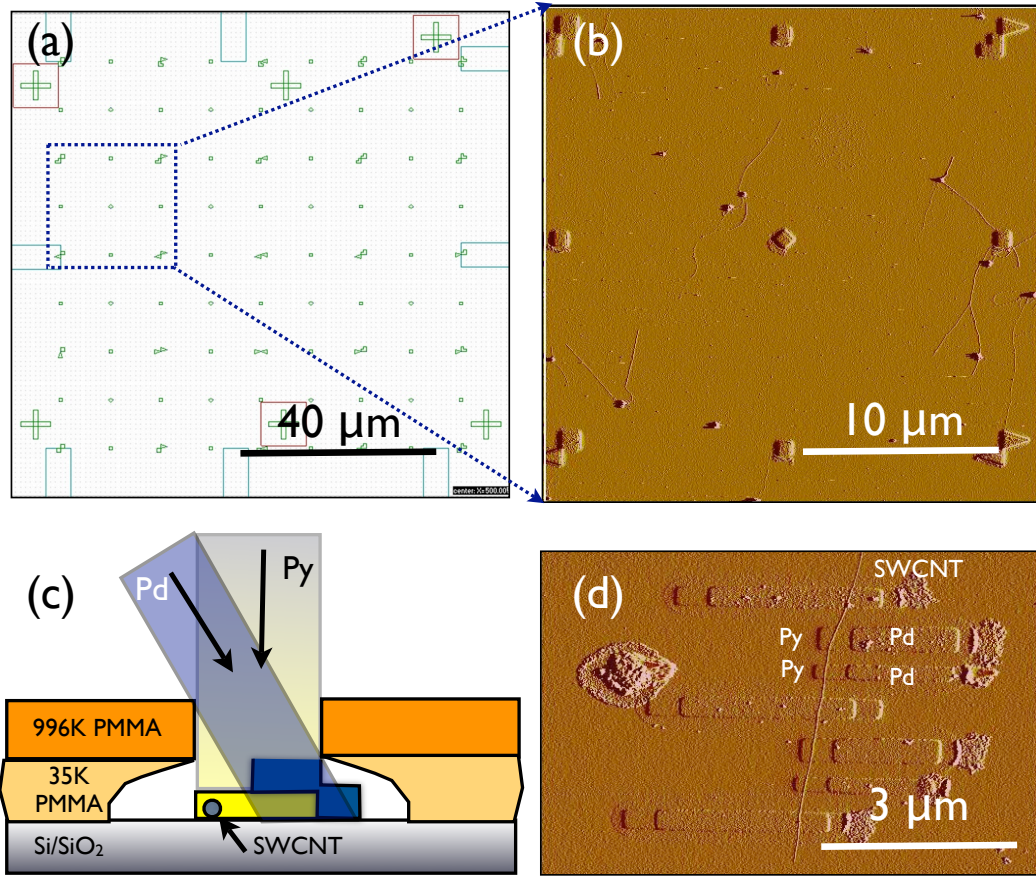 (a)
40 µm
center: X=500.00
(b)
10 µm
(c)
Pd
Py
996K PMMA
35K
PMMA
Si/SiO₂
SWCNT
(d)
SWCNT
Py
Pd
Py
Pd
3 µm